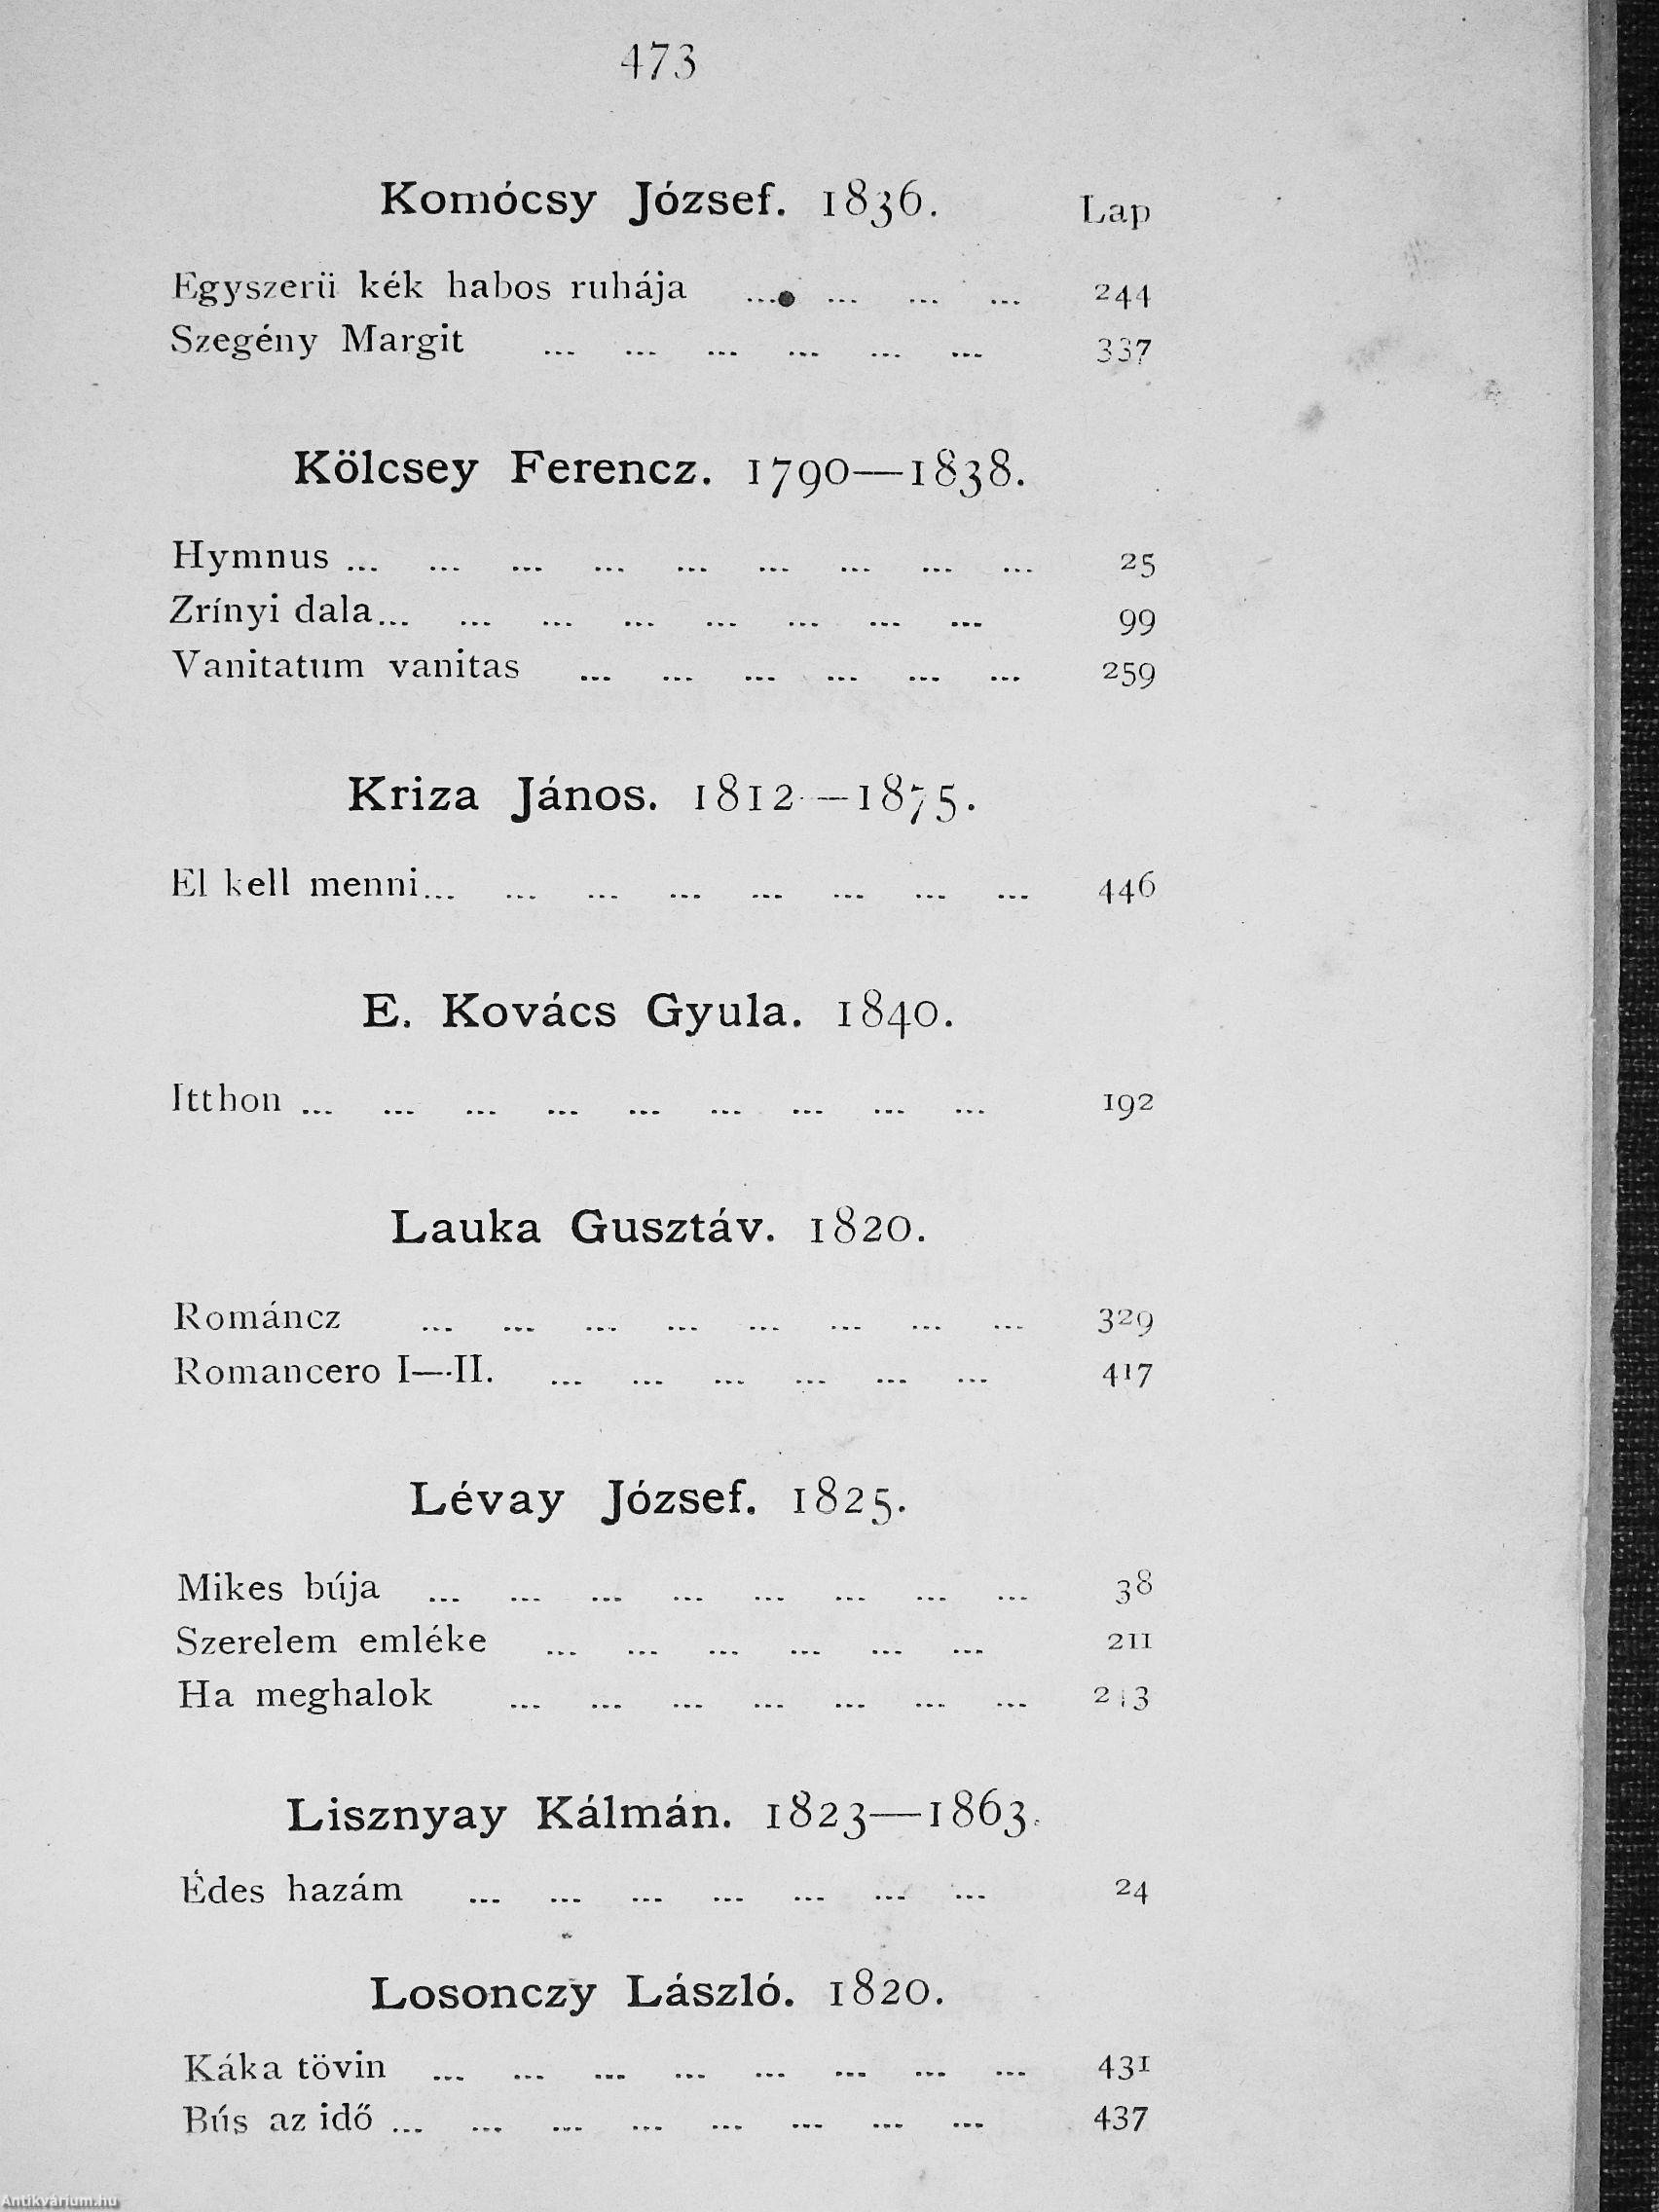 473
Komócsy József. 1836. Lap
Egyszerü kék habos ruhája ... ... ... ... 244
Szegény Margit ... ... ... ... ... ... 337
Kölcsey Ferencz. 1790—1838.
Hymnus ... ... ... ... ... ... ... ... ... 25
Zrínyi dala... ... ... ... ... ... ... ... 99
Vanitatum vanitas ... ... ... ... ... ... 259
Kriza János. 1812—1875.
El kell menni... ... ... ... ... ... ... ... 446
E. Kovács Gyula. 1840.
Itthon ... ... ... ... ... ... ... ... ... 192
Lauka Gusztáv. 1820.
Románcz ... ... ... ... ... ... ... ... 329
Romancero I—II. ... ... ... ... ... ... 417
Lévay József. 1825.
Mikes búja ... ... ... ... ... ... ... ... 38
Szerelem emléke ... ... ... ... ... ... 211
Ha meghalok ... ... ... ... ... ... ...
Lisznyay Kálmán. 1823—1863.
Édes hazám ... ... ... ... ... ... ... 24
Losonczy László. 1820.
Káka tövin ... ... ... ... ... ... ... ... 431
Bús az idő ... ... ... ... ... ... ... ... 437
Antikvárium.hu